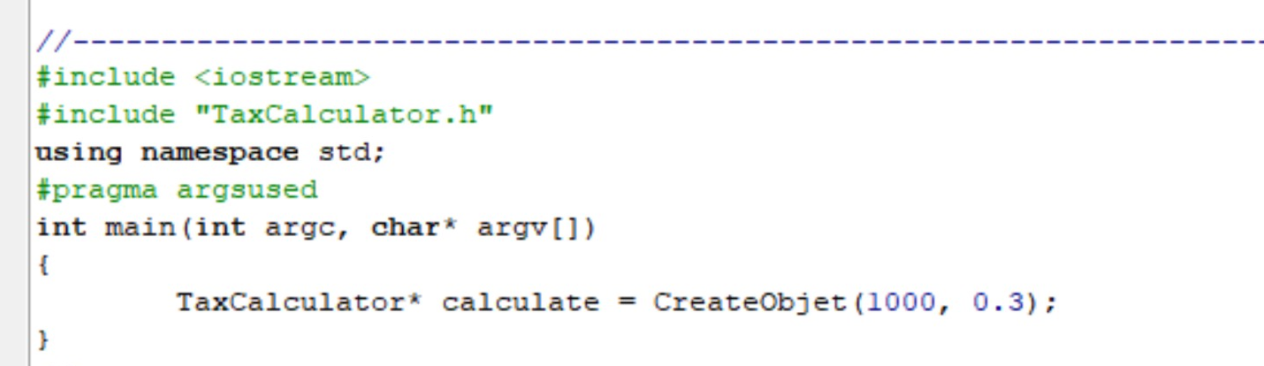 //--------------------------------------------------------------------
#include <iostream>
#include "TaxCalculator.h"
using namespace std;
#pragma argsused
int main(int argc, char* argv[])
{
        TaxCalculator* calculate = CreateObjet(1000, 0.3);
}